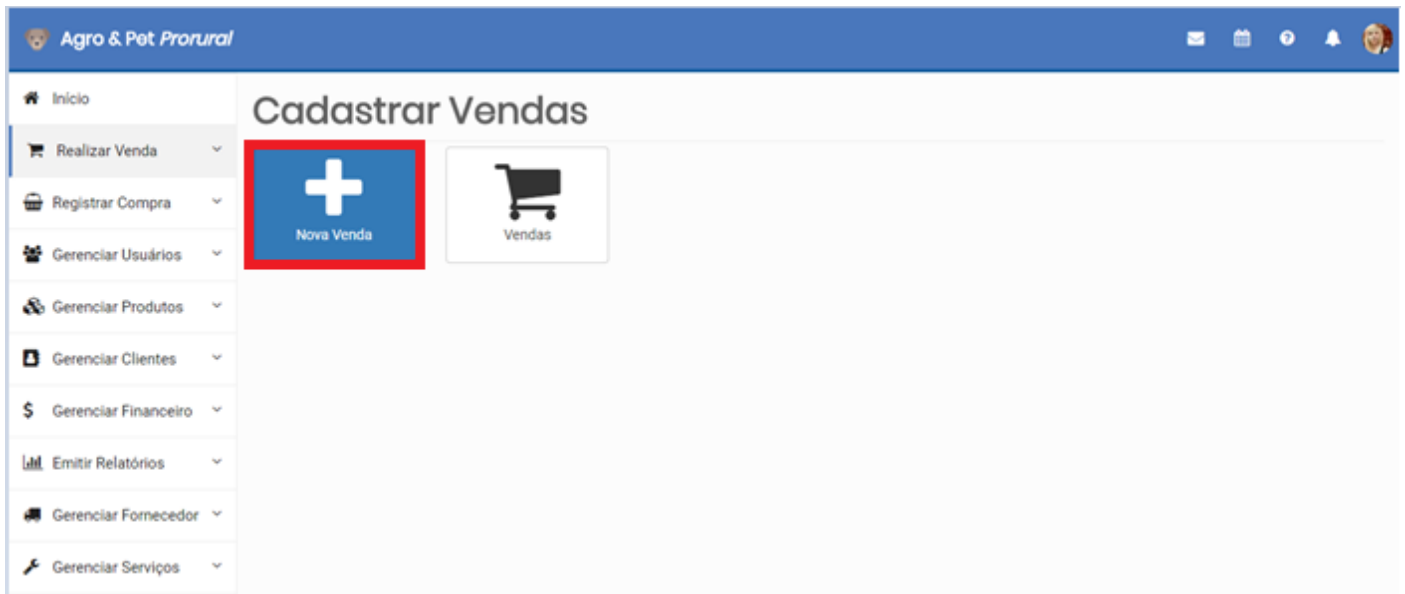 Agro & Pet Prorural
Início
Cadastrar Vendas
Realizar Venda
Registrar Compra
Nova Venda
Vendas
Gerenciar Usuários
Gerenciar Produtos
Gerenciar Clientes
$ Gerenciar Financeiro
Emitir Relatórios
Gerenciar Fornecedor
Gerenciar Serviços